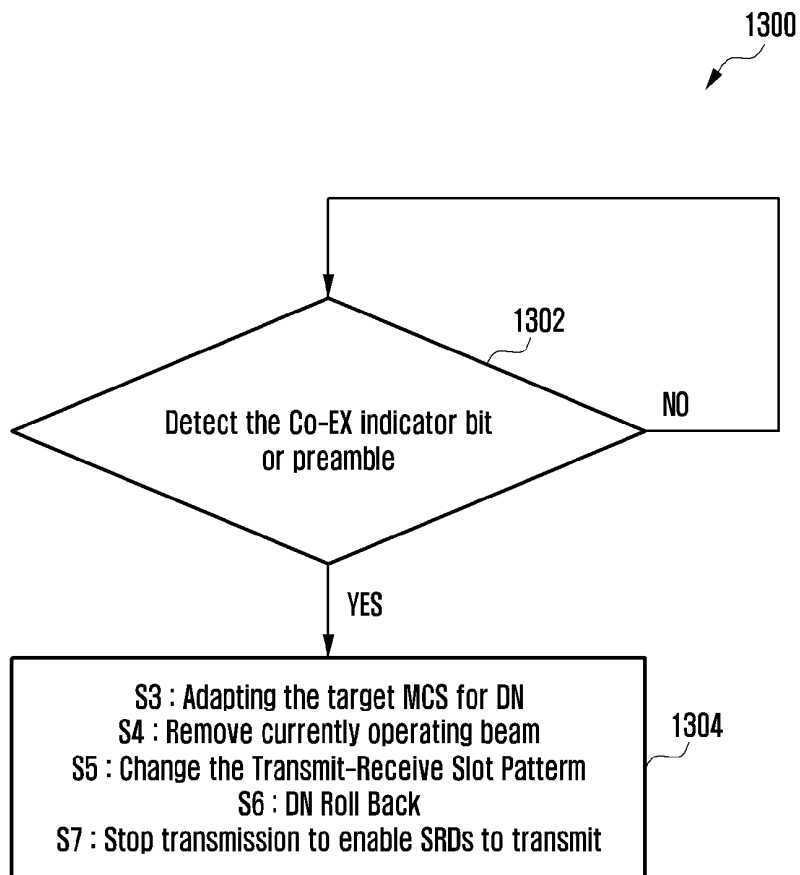 1300
1302
Detect the Co-EX indicator bit
or preamble
NO
YES
S3 : Adapting the target MCS for DN
S4 : Remove currently operating beam
S5 : Change the Transmit-Receive Slot Patterm
S6 : DN Roll Back
S7 : Stop transmission to enable SRDs to transmit
1304